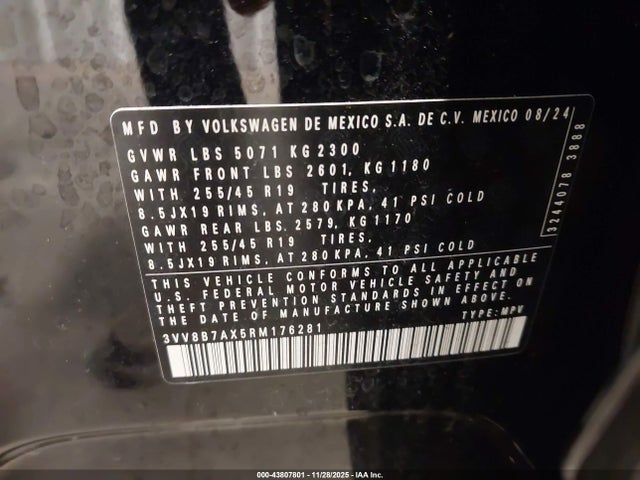 MFD BY VOLKSWAGEN DE MEXICO S.A. DE C.V. MEXICO 08/24
GVWR LBS 5071 KG 2300
GAWR FRONT LBS 2601, KG 1180
WITH 255/45 R19 TIRES,
8.5JX19 RIMS, AT 280 KPA, 41 PSI COLD
GAWR REAR LBS. 2579, KG 1170
WITH 255/45 R19 TIRES,
8.5JX19 RIMS, AT 280KPA, 41 PSI COLD
THIS VEHICLE CONFORMS TO ALL APPLICABLE
U.S. FEDERAL MOTOR VEHICLE SAFETY AND
THEFT PREVENTION STANDARDS IN EFFECT ON
THE DATE OF MANUFACTURE SHOWN ABOVE.
3VV8B7AX5RM176281 TYPE: MPV
3244078 3888
000-43807801 - 11/28/2025 - IAA Inc.